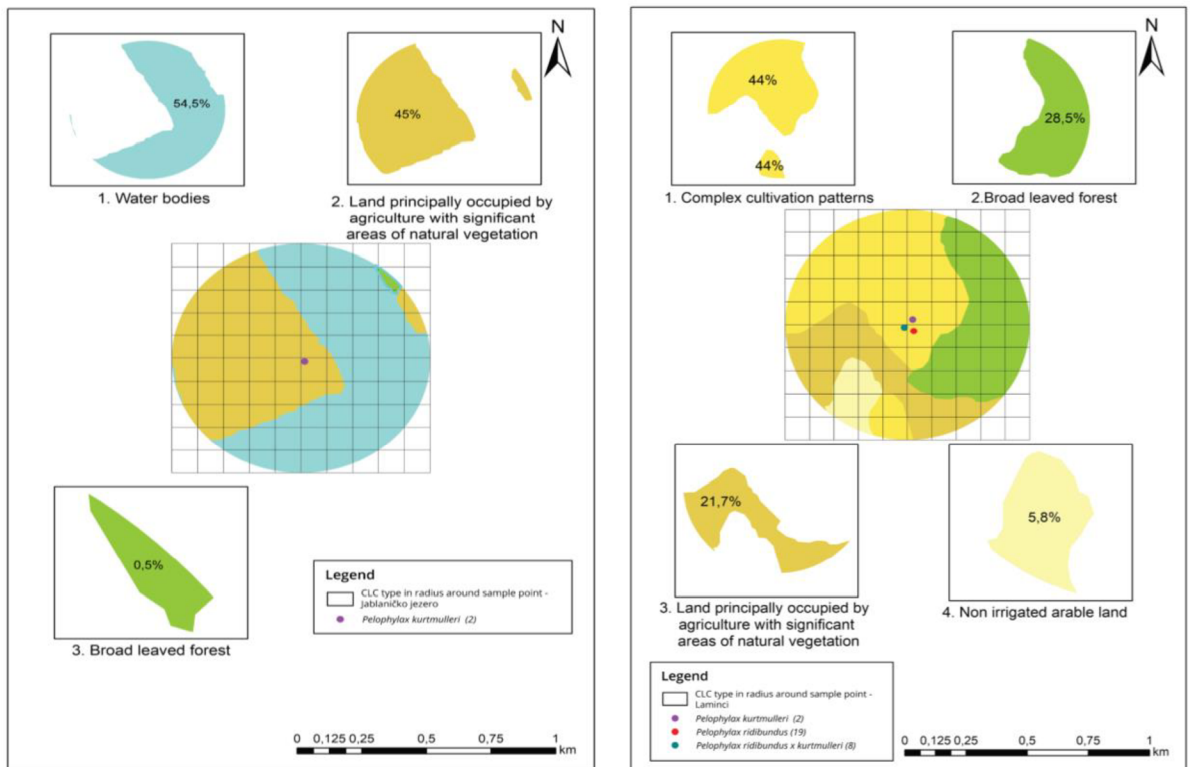 N
54,5%
1. Water bodies
45%
2. Land principally occupied by
agriculture with significant
areas of natural vegetation
0,5%
3. Broad leaved forest
Legend
CLC type in radius around sample point -
Jablaničko jezero
Pelophylax kurtmulleri (2)
0 0,125 0,25 0,5 0,75 1
km
N
44%
44%
1. Complex cultivation patterns
28,5%
2.Broad leaved forest
21,7%
3. Land principally occupied by
agriculture with significant
areas of natural vegetation
5,8%
4. Non irrigated arable land
Legend
CLC type in radius around sample point -
Laminci
Pelophylax kurtmulleri (2)
Pelophylax ridibundus (19)
Pelophylax ridibundus x kurtmulleri (8)
0 0,125 0,25 0,5 0,75 1
km